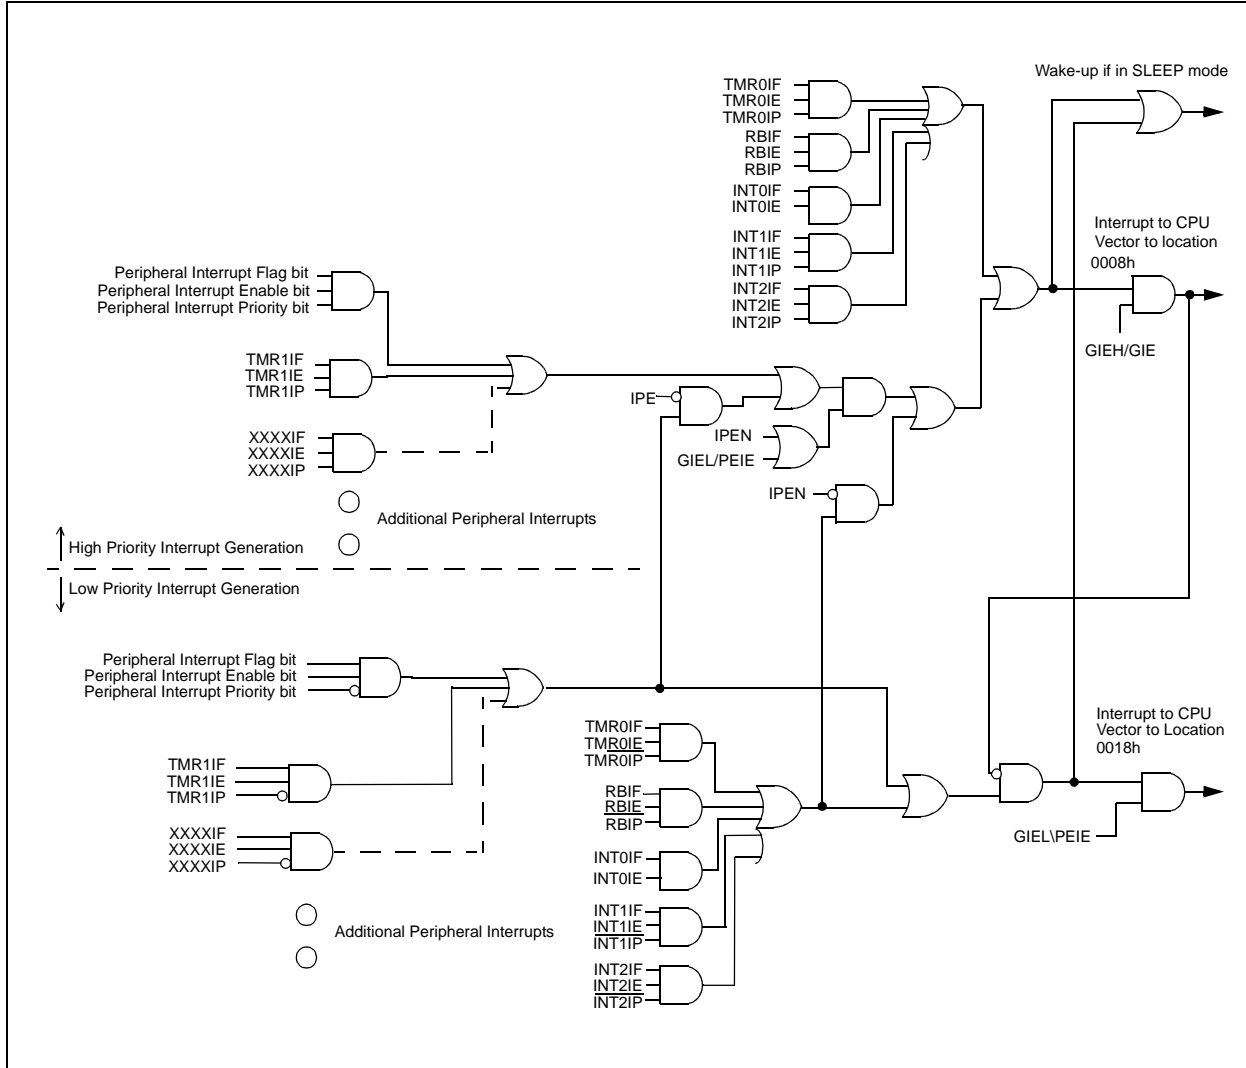 Wake-up if in SLEEP mode
TMR0IF
TMR0IE
TMR0IP
RBIF
RBIE
RBIP
INT0IF
INT0IE
INT1IF
INT1IE
INT1IP
INT2IF
INT2IE
INT2IP
Interrupt to CPU
Vector to location
0008h
GIEH/GIE
Peripheral Interrupt Flag bit
Peripheral Interrupt Enable bit
Peripheral Interrupt Priority bit
TMR1IF
TMR1IE
TMR1IP
XXXXIF
XXXXIE
XXXXIP
IPE
IPEN
GIEL/PEIE
IPEN
Additional Peripheral Interrupts
High Priority Interrupt Generation
Low Priority Interrupt Generation
Peripheral Interrupt Flag bit
Peripheral Interrupt Enable bit
Peripheral Interrupt Priority bit
TMR1IF
TMR1IE
TMR1IP
XXXXIF
XXXXIE
XXXXIP
Additional Peripheral Interrupts
TMR0IF
TMR0IE
TMR0IP
RBIF
RBIE
RBIP
INT0IF
INT0IE
INT1IF
INT1IE
INT1IP
INT2IF
INT2IE
INT2IP
Interrupt to CPU
Vector to Location
0018h
GIEL\PEIE